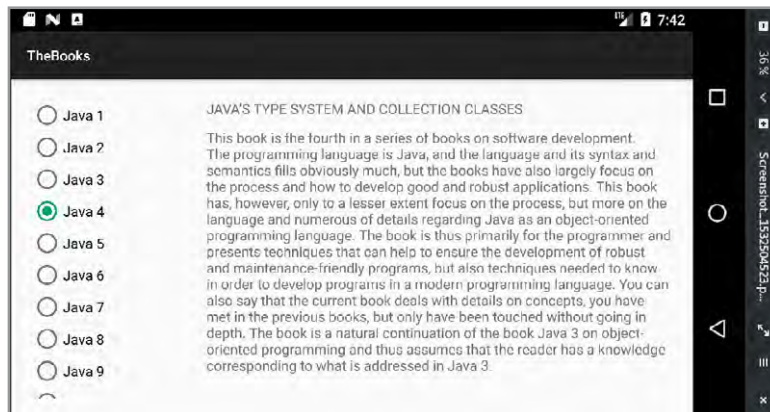 LTE 7:42
TheBooks
Java 1
Java 2
Java 3
Java 4
Java 5
Java 6
Java 7
Java 8
Java 9
JAVA'S TYPE SYSTEM AND COLLECTION CLASSES
This book is the fourth in a series of books on software development.
The programming language is Java, and the language and its syntax and
semantics fills obviously much, but the books have also largely focus on
the process and how to develop good and robust applications. This book
has, however, only to a lesser extent focus on the process, but more on the
language and numerous of details regarding Java as an object-oriented
programming language. The book is thus primarily for the programmer and
presents techniques that can help to ensure the development of robust
and maintenance-friendly programs, but also techniques needed to know
in order to develop programs in a modern programming language. You can
also say that the current book deals with details on concepts, you have
met in the previous books, but only have been touched without going in
depth. The book is a natural continuation of the book Java 3 on object-
oriented programming and thus assumes that the reader has a knowledge
corresponding to what is addressed in Java 3.
36 %
Screenshot_1532504523.p...